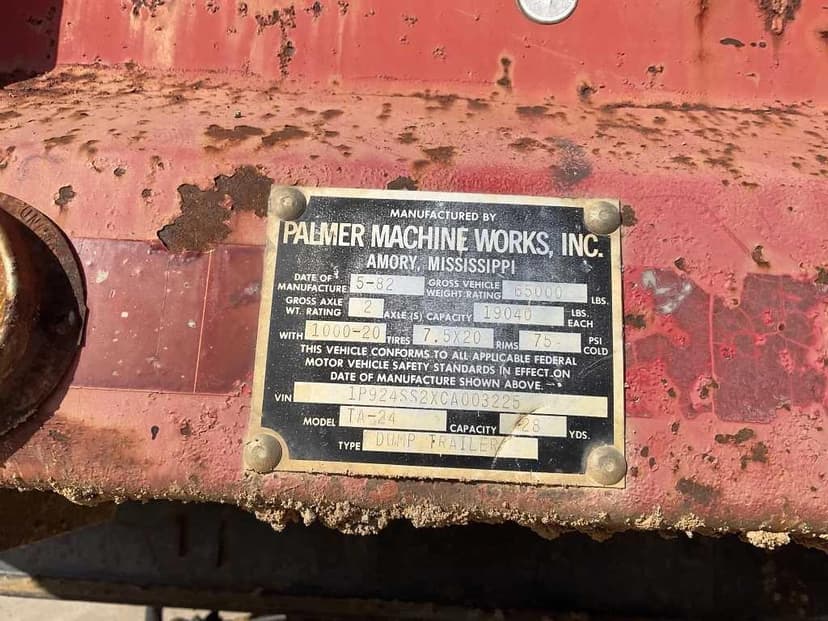 MANUFACTURED BY
PALMER MACHINE WORKS, INC.
AMORY, MISSISSIPPI
DATE OF MANUFACTURE 5-82 GROSS VEHICLE WEIGHT RATING 65000 LBS.
GROSS AXLE WT. RATING 2 AXLE(S) CAPACITY 19040 LBS. EACH
WITH 1000-20 TIRES 7.5X20 RIMS 75- PSI COLD
THIS VEHICLE CONFORMS TO ALL APPLICABLE FEDERAL
MOTOR VEHICLE SAFETY STANDARDS IN EFFECT ON
DATE OF MANUFACTURE SHOWN ABOVE.
VIN 1P924SS2XCA003225
MODEL TA-24 CAPACITY 28 YDS.
TYPE DUMP TRAILER